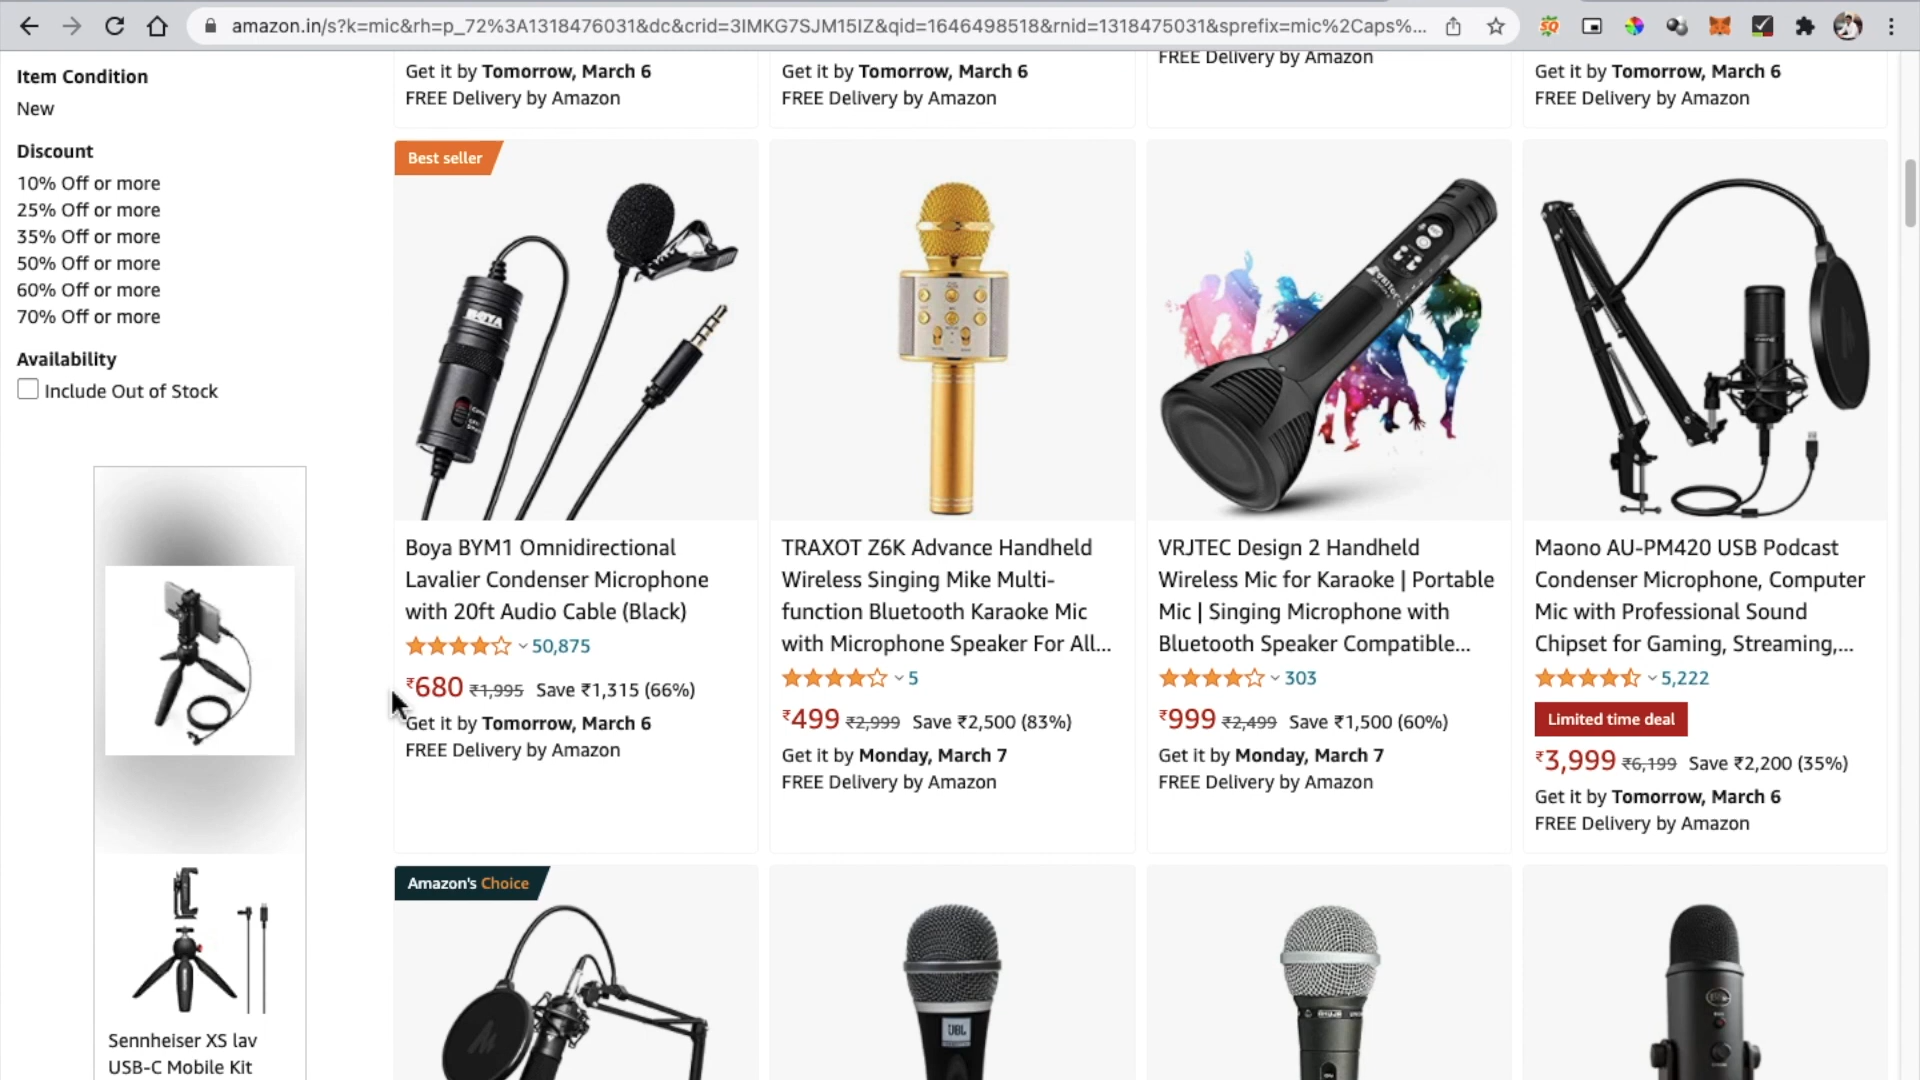 amazon.in/s?k=mic&rh=p_72%3A1318476031&dc&crid=3IMKG7SJM15IZ&qid=1646498518&rnid=1318475031&sprefix=mic%2Caps%...
Item Condition
New
Discount
10% Off or more
25% Off or more
35% Off or more
50% Off or more
60% Off or more
70% Off or more
Availability
Include Out of Stock
Sennheiser XS lav
USB-C Mobile Kit
Get it by Tomorrow, March 6
FREE Delivery by Amazon
Get it by Tomorrow, March 6
FREE Delivery by Amazon
FREE Delivery by Amazon
Get it by Tomorrow, March 6
FREE Delivery by Amazon
Best seller
BOYA
Boya BYM1 Omnidirectional
Lavalier Condenser Microphone
with 20ft Audio Cable (Black)
50,875
₹680 ₹1,995 Save ₹1,315 (66%)
Get it by Tomorrow, March 6
FREE Delivery by Amazon
TRAXOT Z6K Advance Handheld
Wireless Singing Mike Multi-
function Bluetooth Karaoke Mic
with Microphone Speaker For All...
5
₹499 ₹2,999 Save ₹2,500 (83%)
Get it by Monday, March 7
FREE Delivery by Amazon
VRJTEC Design 2 Handheld
Wireless Mic for Karaoke | Portable
Mic | Singing Microphone with
Bluetooth Speaker Compatible...
303
₹999 ₹2,499 Save ₹1,500 (60%)
Get it by Monday, March 7
FREE Delivery by Amazon
Maono AU-PM420 USB Podcast
Condenser Microphone, Computer
Mic with Professional Sound
Chipset for Gaming, Streaming,...
5,222
Limited time deal
₹3,999 ₹6,199 Save ₹2,200 (35%)
Get it by Tomorrow, March 6
FREE Delivery by Amazon
Amazon's Choice
JBL